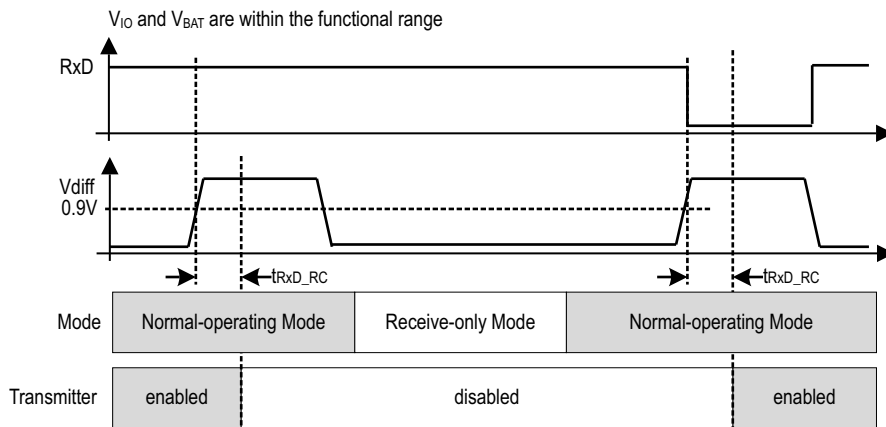 VIO and VBAT are within the functional range
RxD
Vdiff
0.9V
tRxD_RC tRxD_RC
Mode Normal-operating Mode Receive-only Mode Normal-operating Mode
Transmitter enabled disabled enabled